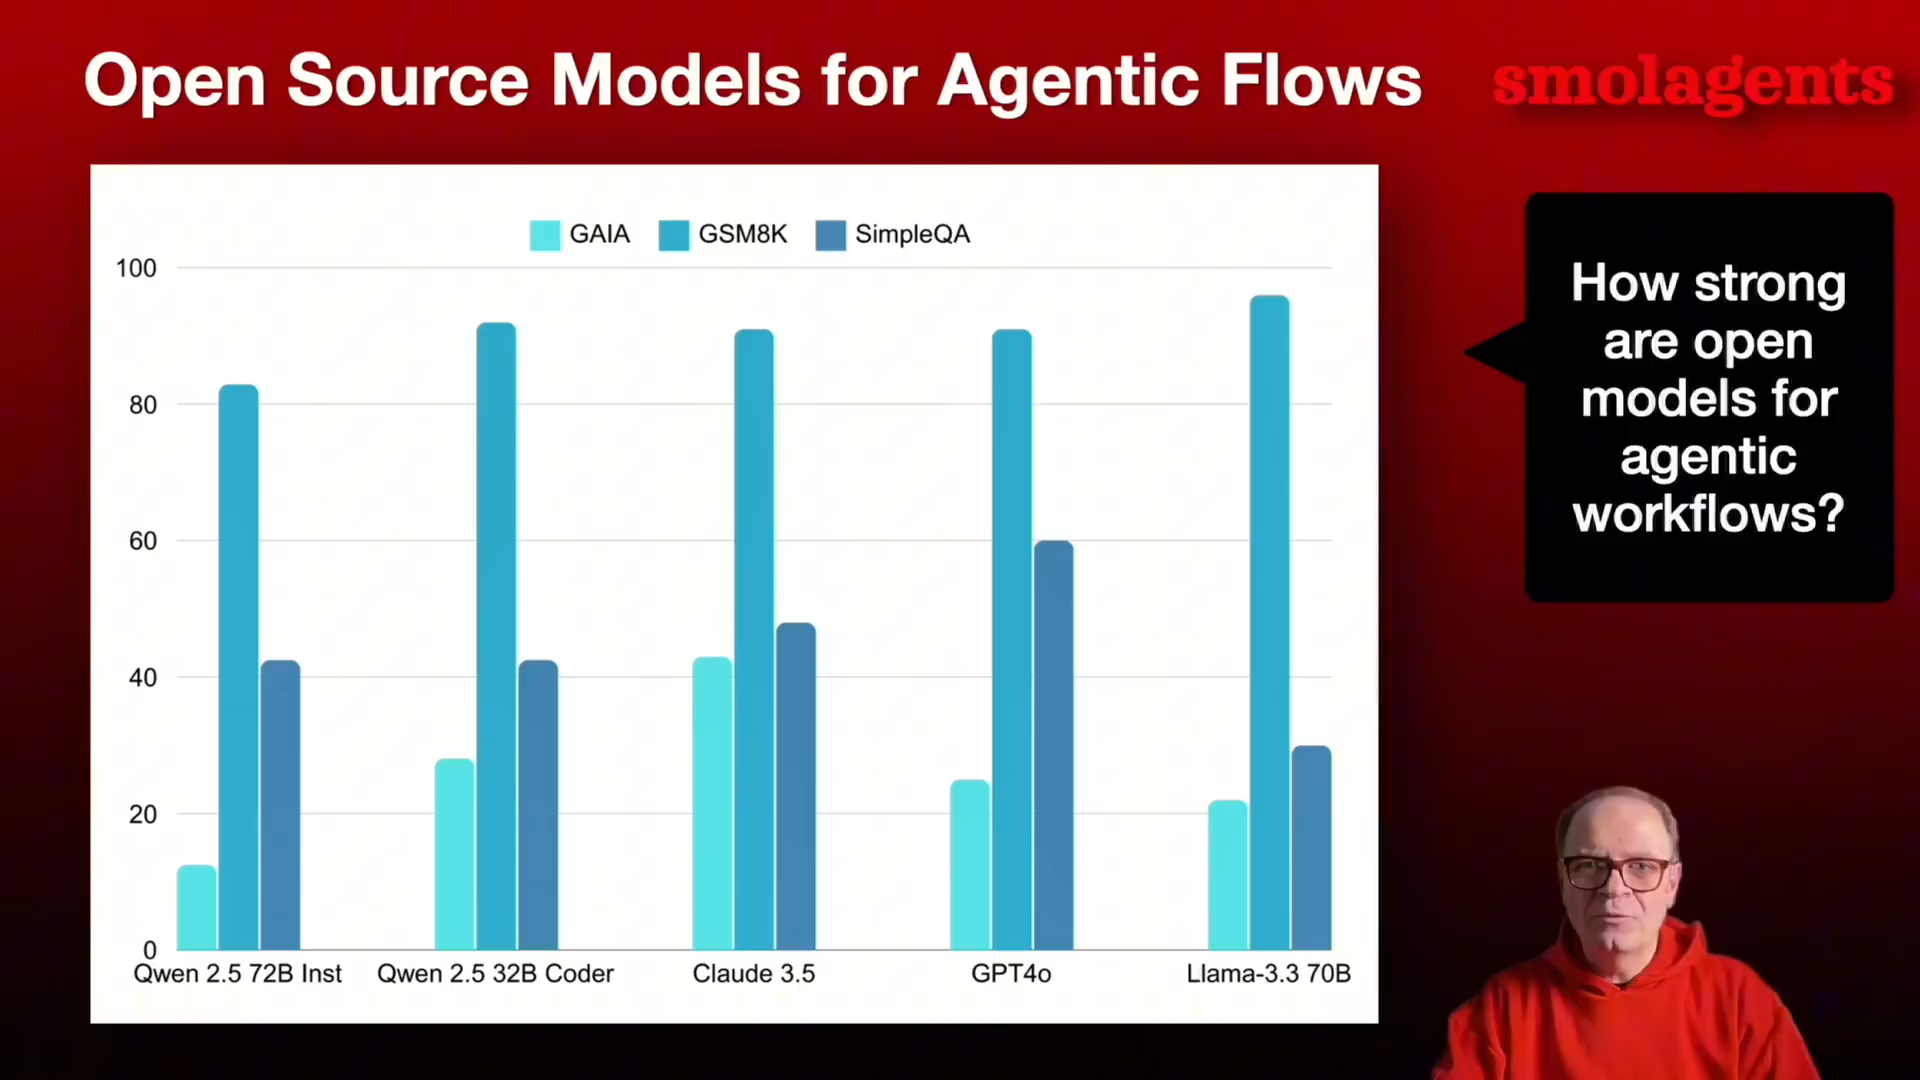 Open Source Models for Agentic Flows
smolagents
GAIA GSM8K SimpleQA
100
80
60
40
20
0
Qwen 2.5 72B Inst Qwen 2.5 32B Coder Claude 3.5 GPT4o Llama-3.3 70B
How strong
are open
models for
agentic
workflows?